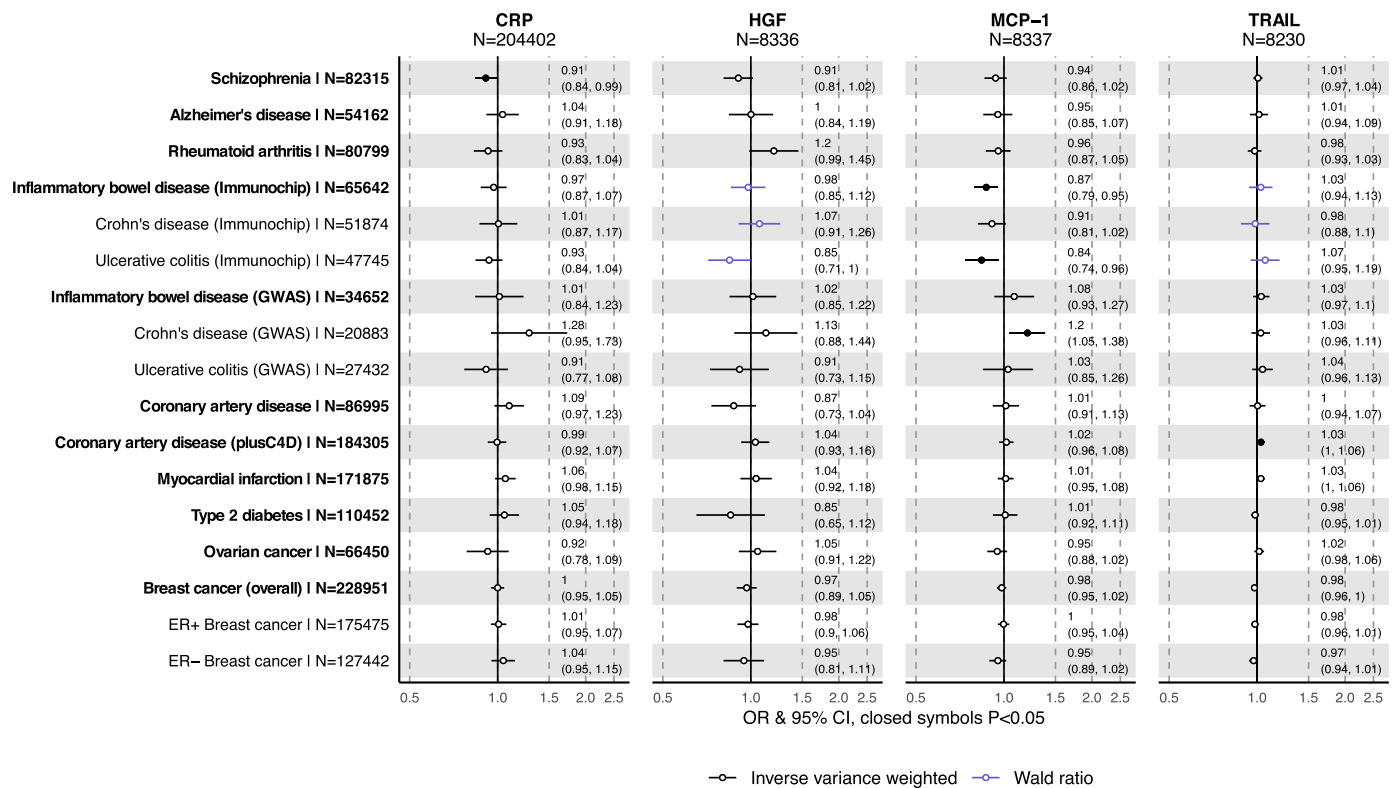 CRP HGF MCP−1 TRAIL
N=204402 N=8336 N=8337 N=8230
Schizophrenia | N=82315 0.91 0.91 0.94 1.01
(0.84, 0.99) (0.81, 1.02) (0.86, 1.02) (0.97, 1.04)
Alzheimer's disease | N=54162 1.04 1 0.95 1.01
(0.91, 1.18) (0.84, 1.19) (0.85, 1.07) (0.94, 1.09)
Rheumatoid arthritis | N=80799 0.93 1.2 0.96 0.98
(0.83, 1.04) (0.99, 1.45) (0.87, 1.05) (0.93, 1.03)
Inflammatory bowel disease (Immunochip) | N=65642 0.97 0.98 0.87 1.03
(0.87, 1.07) (0.85, 1.12) (0.79, 0.95) (0.94, 1.13)
Crohn's disease (Immunochip) | N=51874 1.01 1.07 0.91 0.98
(0.87, 1.17) (0.91, 1.26) (0.81, 1.02) (0.88, 1.1)
Ulcerative colitis (Immunochip) | N=47745 0.93 0.85 0.84 1.07
(0.84, 1.04) (0.71, 1) (0.74, 0.96) (0.95, 1.19)
Inflammatory bowel disease (GWAS) | N=34652 1.01 1.02 1.08 1.03
(0.84, 1.23) (0.85, 1.22) (0.93, 1.27) (0.97, 1.1)
Crohn's disease (GWAS) | N=20883 1.28 1.13 1.2 1.03
(0.95, 1.73) (0.88, 1.44) (1.05, 1.38) (0.96, 1.11)
Ulcerative colitis (GWAS) | N=27432 0.91 0.91 1.03 1.04
(0.77, 1.08) (0.73, 1.15) (0.85, 1.26) (0.96, 1.13)
Coronary artery disease | N=86995 1.09 0.87 1.01 1
(0.97, 1.23) (0.73, 1.04) (0.91, 1.13) (0.94, 1.07)
Coronary artery disease (plusC4D) | N=184305 0.99 1.04 1.02 1.03
(0.92, 1.07) (0.93, 1.16) (0.96, 1.08) (1, 1.06)
Myocardial infarction | N=171875 1.06 1.04 1.01 1.03
(0.98, 1.15) (0.92, 1.18) (0.95, 1.08) (1, 1.06)
Type 2 diabetes | N=110452 1.05 0.85 1.01 0.98
(0.94, 1.18) (0.65, 1.12) (0.92, 1.11) (0.95, 1.01)
Ovarian cancer | N=66450 0.92 1.05 0.95 1.02
(0.78, 1.09) (0.91, 1.22) (0.88, 1.02) (0.98, 1.06)
Breast cancer (overall) | N=228951 1 0.97 0.98 0.98
(0.95, 1.05) (0.89, 1.05) (0.95, 1.02) (0.96, 1)
ER+ Breast cancer | N=175475 1.01 0.98 1 0.98
(0.95, 1.07) (0.9, 1.06) (0.95, 1.04) (0.96, 1.01)
ER− Breast cancer | N=127442 1.04 0.95 0.95 0.97
(0.95, 1.15) (0.81, 1.11) (0.89, 1.02) (0.94, 1.01)
0.5 1.0 1.5 2.0 2.5 0.5 1.0 1.5 2.0 2.5 0.5 1.0 1.5 2.0 2.5 0.5 1.0 1.5 2.0 2.5
OR & 95% CI, closed symbols P<0.05
Inverse variance weighted Wald ratio